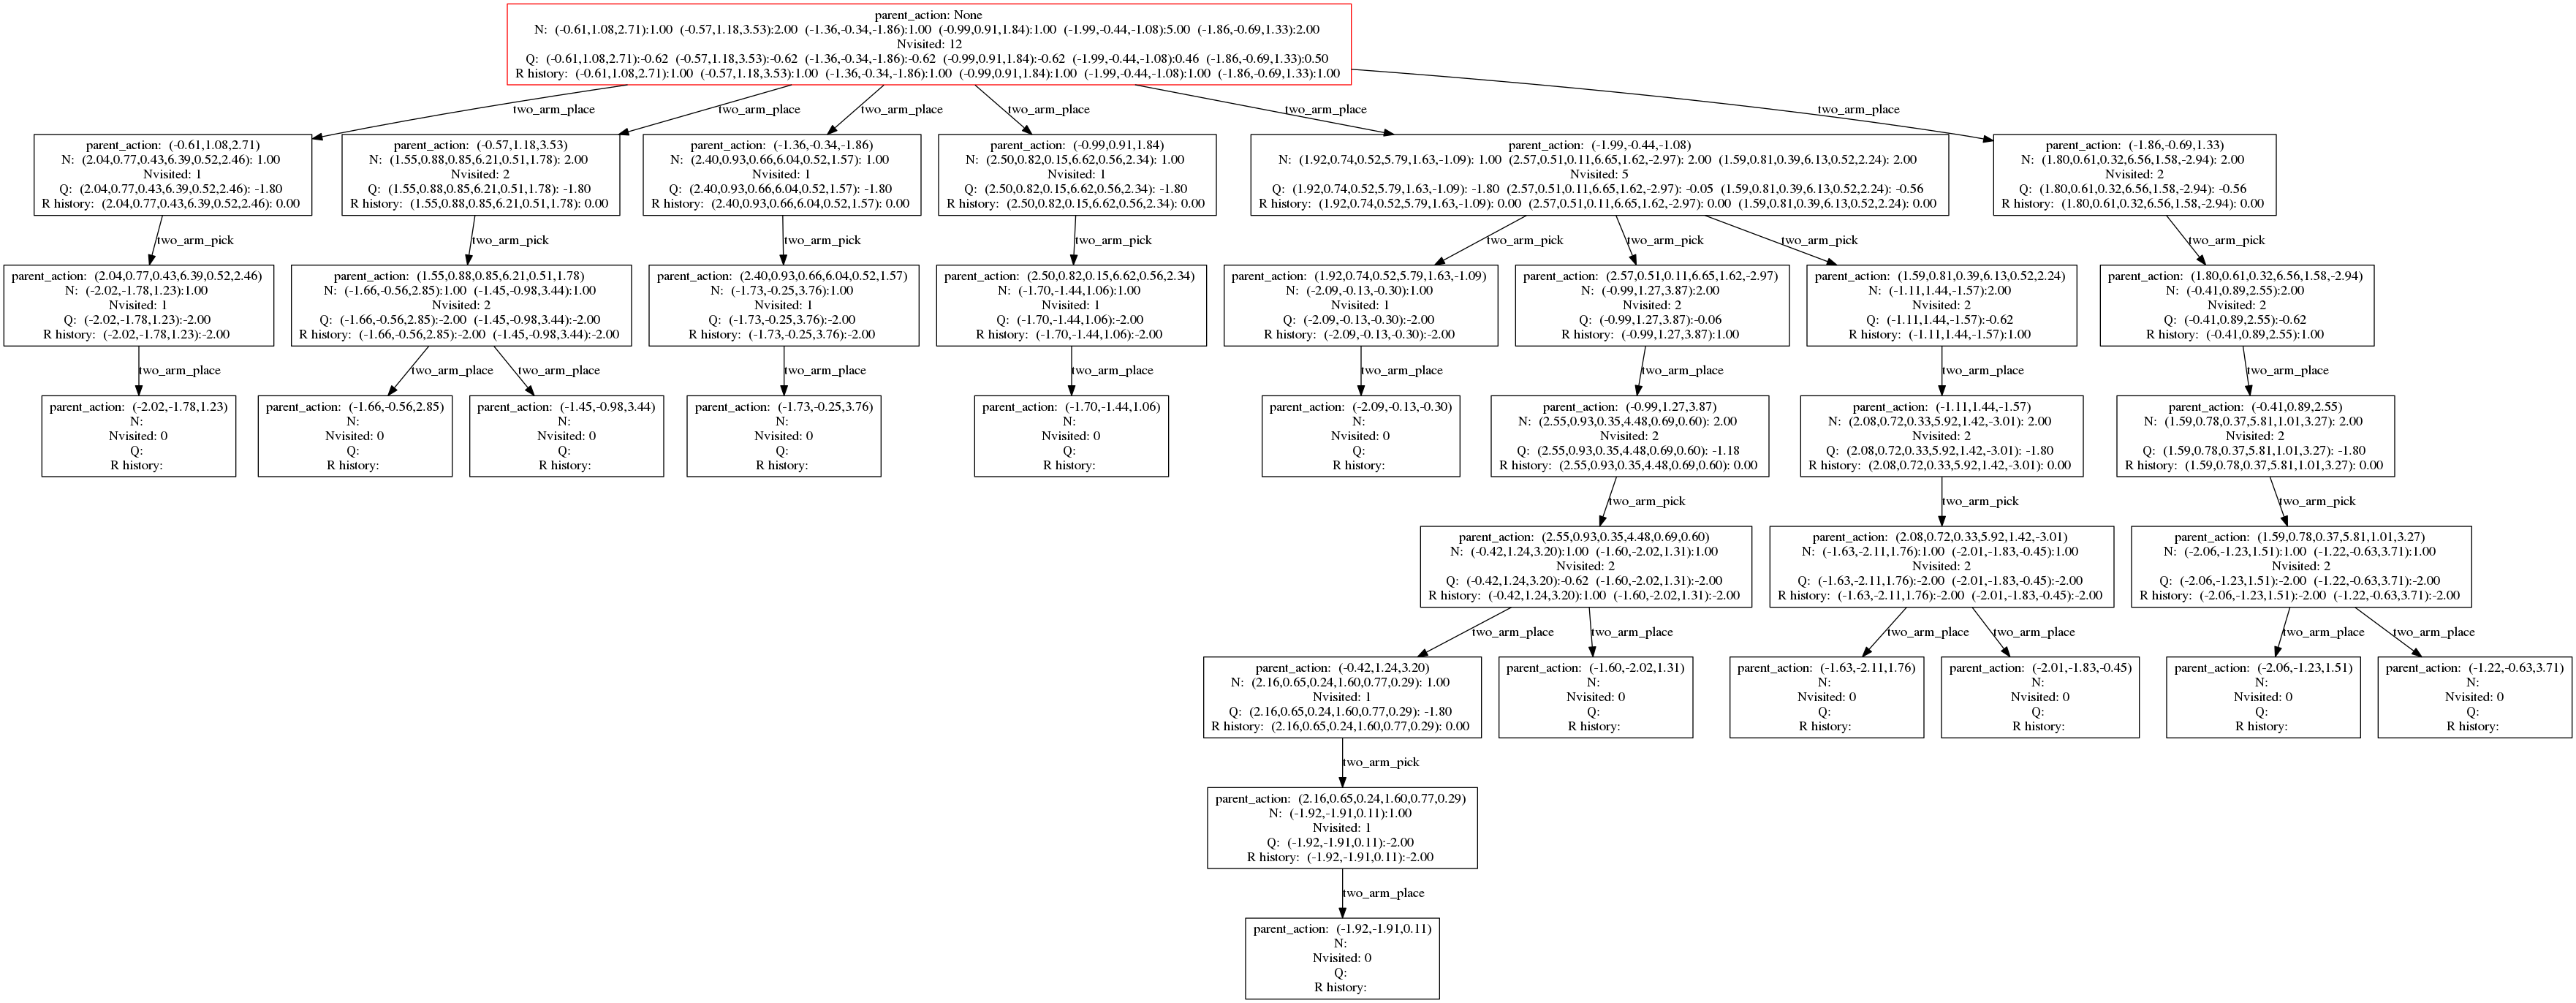 parent_action: None
N: (-0.61,1.08,2.71):1.00 (-0.57,1.18,3.53):2.00 (-1.36,-0.34,-1.86):1.00 (-0.99,0.91,1.84):1.00 (-1.99,-0.44,-1.08):5.00 (-1.86,-0.69,1.33):2.00
Nvisited: 12
Q: (-0.61,1.08,2.71):-0.62 (-0.57,1.18,3.53):-0.62 (-1.36,-0.34,-1.86):-0.62 (-0.99,0.91,1.84):-0.62 (-1.99,-0.44,-1.08):0.46 (-1.86,-0.69,1.33):0.50
R history: (-0.61,1.08,2.71):1.00 (-0.57,1.18,3.53):1.00 (-1.36,-0.34,-1.86):1.00 (-0.99,0.91,1.84):1.00 (-1.99,-0.44,-1.08):1.00 (-1.86,-0.69,1.33):1.00
two_arm_place
two_arm_place
two_arm_place
two_arm_place
two_arm_place
two_arm_place
parent_action: (-0.61,1.08,2.71)
N: (2.04,0.77,0.43,6.39,0.52,2.46): 1.00
Nvisited: 1
Q: (2.04,0.77,0.43,6.39,0.52,2.46): -1.80
R history: (2.04,0.77,0.43,6.39,0.52,2.46): 0.00
parent_action: (-0.57,1.18,3.53)
N: (1.55,0.88,0.85,6.21,0.51,1.78): 2.00
Nvisited: 2
Q: (1.55,0.88,0.85,6.21,0.51,1.78): -1.80
R history: (1.55,0.88,0.85,6.21,0.51,1.78): 0.00
parent_action: (-1.36,-0.34,-1.86)
N: (2.40,0.93,0.66,6.04,0.52,1.57): 1.00
Nvisited: 1
Q: (2.40,0.93,0.66,6.04,0.52,1.57): -1.80
R history: (2.40,0.93,0.66,6.04,0.52,1.57): 0.00
parent_action: (-0.99,0.91,1.84)
N: (2.50,0.82,0.15,6.62,0.56,2.34): 1.00
Nvisited: 1
Q: (2.50,0.82,0.15,6.62,0.56,2.34): -1.80
R history: (2.50,0.82,0.15,6.62,0.56,2.34): 0.00
parent_action: (-1.99,-0.44,-1.08)
N: (1.92,0.74,0.52,5.79,1.63,-1.09): 1.00 (2.57,0.51,0.11,6.65,1.62,-2.97): 2.00 (1.59,0.81,0.39,6.13,0.52,2.24): 2.00
Nvisited: 5
Q: (1.92,0.74,0.52,5.79,1.63,-1.09): -1.80 (2.57,0.51,0.11,6.65,1.62,-2.97): -0.05 (1.59,0.81,0.39,6.13,0.52,2.24): -0.56
R history: (1.92,0.74,0.52,5.79,1.63,-1.09): 0.00 (2.57,0.51,0.11,6.65,1.62,-2.97): 0.00 (1.59,0.81,0.39,6.13,0.52,2.24): 0.00
parent_action: (-1.86,-0.69,1.33)
N: (1.80,0.61,0.32,6.56,1.58,-2.94): 2.00
Nvisited: 2
Q: (1.80,0.61,0.32,6.56,1.58,-2.94): -0.56
R history: (1.80,0.61,0.32,6.56,1.58,-2.94): 0.00
two_arm_pick
two_arm_pick
two_arm_pick
two_arm_pick
two_arm_pick
two_arm_pick
two_arm_pick
two_arm_pick
parent_action: (2.04,0.77,0.43,6.39,0.52,2.46)
N: (-2.02,-1.78,1.23):1.00
Nvisited: 1
Q: (-2.02,-1.78,1.23):-2.00
R history: (-2.02,-1.78,1.23):-2.00
parent_action: (1.55,0.88,0.85,6.21,0.51,1.78)
N: (-1.66,-0.56,2.85):1.00 (-1.45,-0.98,3.44):1.00
Nvisited: 2
Q: (-1.66,-0.56,2.85):-2.00 (-1.45,-0.98,3.44):-2.00
R history: (-1.66,-0.56,2.85):-2.00 (-1.45,-0.98,3.44):-2.00
parent_action: (2.40,0.93,0.66,6.04,0.52,1.57)
N: (-1.73,-0.25,3.76):1.00
Nvisited: 1
Q: (-1.73,-0.25,3.76):-2.00
R history: (-1.73,-0.25,3.76):-2.00
parent_action: (2.50,0.82,0.15,6.62,0.56,2.34)
N: (-1.70,-1.44,1.06):1.00
Nvisited: 1
Q: (-1.70,-1.44,1.06):-2.00
R history: (-1.70,-1.44,1.06):-2.00
parent_action: (1.92,0.74,0.52,5.79,1.63,-1.09)
N: (-2.09,-0.13,-0.30):1.00
Nvisited: 1
Q: (-2.09,-0.13,-0.30):-2.00
R history: (-2.09,-0.13,-0.30):-2.00
parent_action: (2.57,0.51,0.11,6.65,1.62,-2.97)
N: (-0.99,1.27,3.87):2.00
Nvisited: 2
Q: (-0.99,1.27,3.87):-0.06
R history: (-0.99,1.27,3.87):1.00
parent_action: (1.59,0.81,0.39,6.13,0.52,2.24)
N: (-1.11,1.44,-1.57):2.00
Nvisited: 2
Q: (-1.11,1.44,-1.57):-0.62
R history: (-1.11,1.44,-1.57):1.00
parent_action: (1.80,0.61,0.32,6.56,1.58,-2.94)
N: (-0.41,0.89,2.55):2.00
Nvisited: 2
Q: (-0.41,0.89,2.55):-0.62
R history: (-0.41,0.89,2.55):1.00
two_arm_place
two_arm_place
two_arm_place
two_arm_place
two_arm_place
two_arm_place
two_arm_place
two_arm_place
two_arm_place
parent_action: (-2.02,-1.78,1.23)
N:
Nvisited: 0
Q:
R history:
parent_action: (-1.66,-0.56,2.85)
N:
Nvisited: 0
Q:
R history:
parent_action: (-1.45,-0.98,3.44)
N:
Nvisited: 0
Q:
R history:
parent_action: (-1.73,-0.25,3.76)
N:
Nvisited: 0
Q:
R history:
parent_action: (-1.70,-1.44,1.06)
N:
Nvisited: 0
Q:
R history:
parent_action: (-2.09,-0.13,-0.30)
N:
Nvisited: 0
Q:
R history:
parent_action: (-0.99,1.27,3.87)
N: (2.55,0.93,0.35,4.48,0.69,0.60): 2.00
Nvisited: 2
Q: (2.55,0.93,0.35,4.48,0.69,0.60): -1.18
R history: (2.55,0.93,0.35,4.48,0.69,0.60): 0.00
parent_action: (-1.11,1.44,-1.57)
N: (2.08,0.72,0.33,5.92,1.42,-3.01): 2.00
Nvisited: 2
Q: (2.08,0.72,0.33,5.92,1.42,-3.01): -1.80
R history: (2.08,0.72,0.33,5.92,1.42,-3.01): 0.00
parent_action: (-0.41,0.89,2.55)
N: (1.59,0.78,0.37,5.81,1.01,3.27): 2.00
Nvisited: 2
Q: (1.59,0.78,0.37,5.81,1.01,3.27): -1.80
R history: (1.59,0.78,0.37,5.81,1.01,3.27): 0.00
two_arm_pick
two_arm_pick
two_arm_pick
parent_action: (2.55,0.93,0.35,4.48,0.69,0.60)
N: (-0.42,1.24,3.20):1.00 (-1.60,-2.02,1.31):1.00
Nvisited: 2
Q: (-0.42,1.24,3.20):-0.62 (-1.60,-2.02,1.31):-2.00
R history: (-0.42,1.24,3.20):1.00 (-1.60,-2.02,1.31):-2.00
parent_action: (2.08,0.72,0.33,5.92,1.42,-3.01)
N: (-1.63,-2.11,1.76):1.00 (-2.01,-1.83,-0.45):1.00
Nvisited: 2
Q: (-1.63,-2.11,1.76):-2.00 (-2.01,-1.83,-0.45):-2.00
R history: (-1.63,-2.11,1.76):-2.00 (-2.01,-1.83,-0.45):-2.00
parent_action: (1.59,0.78,0.37,5.81,1.01,3.27)
N: (-2.06,-1.23,1.51):1.00 (-1.22,-0.63,3.71):1.00
Nvisited: 2
Q: (-2.06,-1.23,1.51):-2.00 (-1.22,-0.63,3.71):-2.00
R history: (-2.06,-1.23,1.51):-2.00 (-1.22,-0.63,3.71):-2.00
two_arm_place
two_arm_place
two_arm_place
two_arm_place
two_arm_place
two_arm_place
parent_action: (-0.42,1.24,3.20)
N: (2.16,0.65,0.24,1.60,0.77,0.29): 1.00
Nvisited: 1
Q: (2.16,0.65,0.24,1.60,0.77,0.29): -1.80
R history: (2.16,0.65,0.24,1.60,0.77,0.29): 0.00
parent_action: (-1.60,-2.02,1.31)
N:
Nvisited: 0
Q:
R history:
parent_action: (-1.63,-2.11,1.76)
N:
Nvisited: 0
Q:
R history:
parent_action: (-2.01,-1.83,-0.45)
N:
Nvisited: 0
Q:
R history:
parent_action: (-2.06,-1.23,1.51)
N:
Nvisited: 0
Q:
R history:
parent_action: (-1.22,-0.63,3.71)
N:
Nvisited: 0
Q:
R history:
two_arm_pick
parent_action: (2.16,0.65,0.24,1.60,0.77,0.29)
N: (-1.92,-1.91,0.11):1.00
Nvisited: 1
Q: (-1.92,-1.91,0.11):-2.00
R history: (-1.92,-1.91,0.11):-2.00
two_arm_place
parent_action: (-1.92,-1.91,0.11)
N:
Nvisited: 0
Q:
R history: